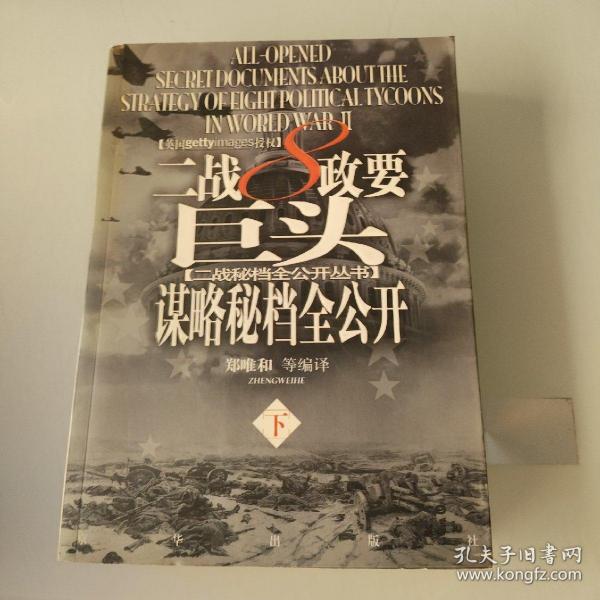 ALL-OPENED
SECRET DOCUMENTS ABOUT THE
STRATEGY OF EIGHT POLITICAL TYCOONS
IN WORLD WAR II
【英国gettyimages授权】
二战8政要
巨头
【二战秘档全公开丛书】
谋略秘档全公开
郑唯和 等编译
ZHENGWEIHE
下
华出版社
孔夫子旧书网
www.kongfz.com